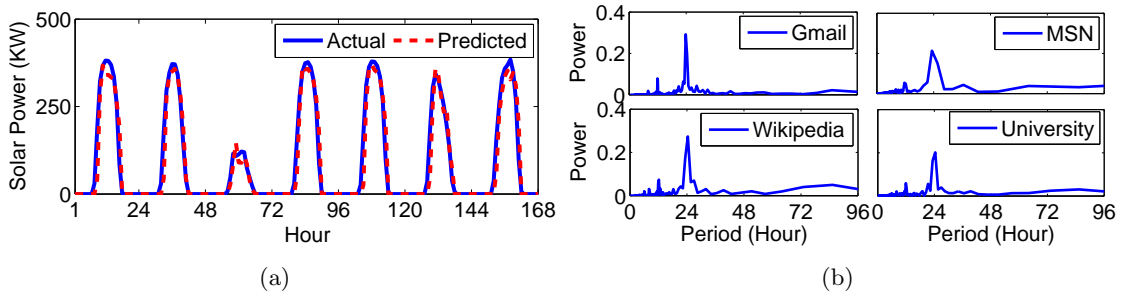 Solar Power (KW)
500
250
0
Actual
Predicted
1
24
48
72
96
120
144
168
Hour
(a)
Power
0.4
0.2
0
Gmail
MSN
Power
0.4
0.2
0
Wikipedia
University
0
24
48
72
96
Period (Hour)
0
24
48
72
96
Period (Hour)
(b)